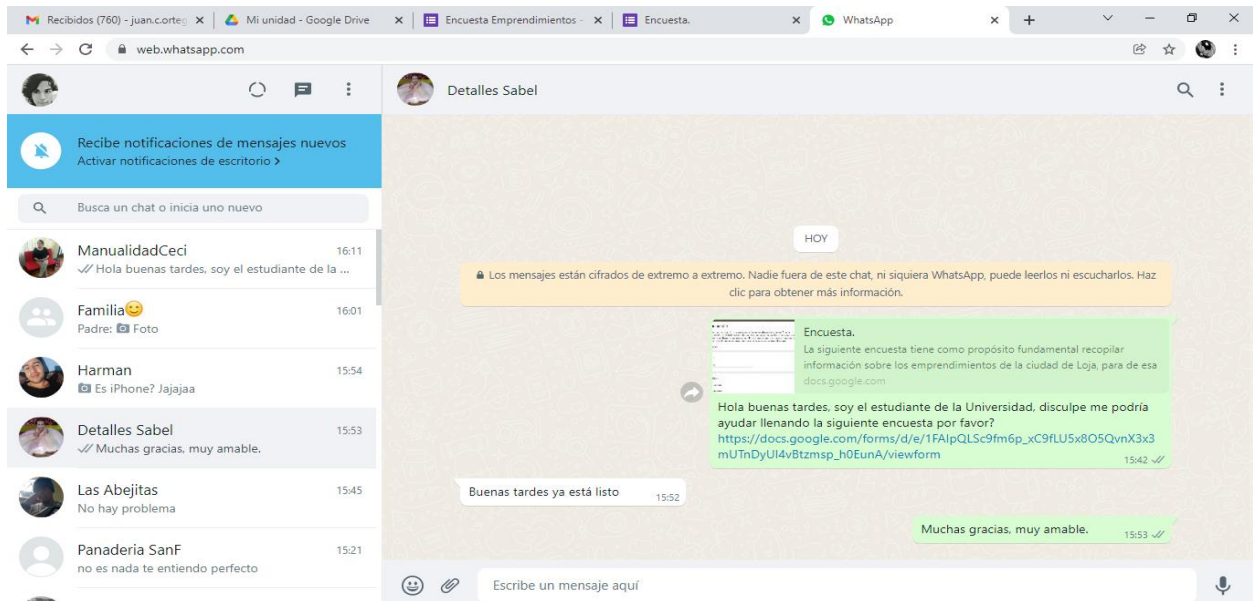 Recibidos (760) - juan.c.orteg
Mi unidad - Google Drive
Encuesta Emprendimientos -
Encuesta.
WhatsApp
web.whatsapp.com
Detalles Sabel
Recibe notificaciones de mensajes nuevos
Activar notificaciones de escritorio >
Busca un chat o inicia uno nuevo
ManualidadCeci 16:11
Hola buenas tardes, soy el estudiante de la ...
Familia😊 16:01
Padre: Foto
Harman 15:54
Es iPhone? Jajajaa
Detalles Sabel 15:53
Muchas gracias, muy amable.
Las Abejitas 15:45
No hay problema
Panaderia SanF 15:21
no es nada te entiendo perfecto
HOY
Los mensajes están cifrados de extremo a extremo. Nadie fuera de este chat, ni siquiera WhatsApp, puede leerlos ni escucharlos. Haz
clic para obtener más información.
Encuesta.
La siguiente encuesta tiene como propósito fundamental recopilar
información sobre los emprendimientos de la ciudad de Loja, para de esa
docs.google.com
Hola buenas tardes, soy el estudiante de la Universidad, disculpe me podría
ayudar llenando la siguiente encuesta por favor?
https://docs.google.com/forms/d/e/1FAIpQLSc9fm6p_xC9fLU5x8O5QvnX3x3
mUTnDyUI4vBtzmsp_h0EunA/viewform
15:42
Buenas tardes ya está listo 15:52
Muchas gracias, muy amable. 15:53
Escribe un mensaje aquí